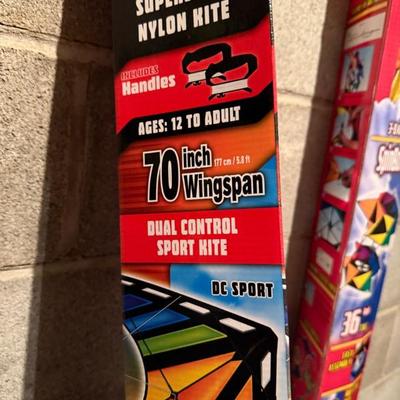 NYLON KITE
INCLUDES
Handles
AGES: 12 TO ADULT
70 inch
177 cm / 5.8 ft
Wingspan
DUAL CONTROL
SPORT KITE
DC SPORT
36